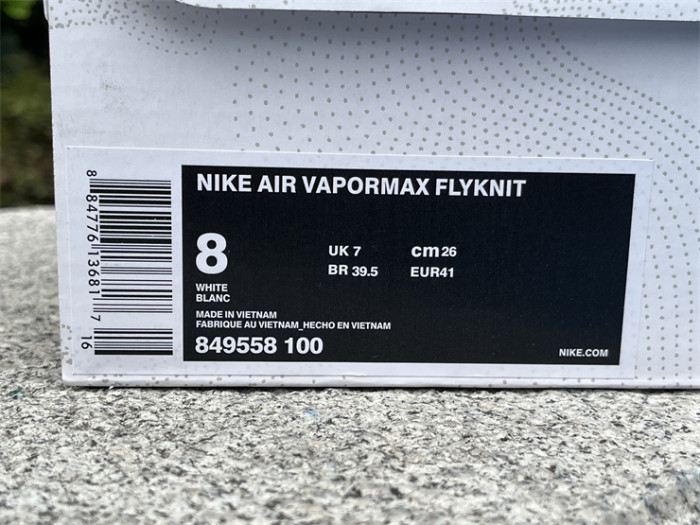 NIKE AIR VAPORMAX FLYKNIT
8
UK 7 cm 26
BR 39.5 EUR41
WHITE
BLANC
MADE IN VIETNAM
FABRIQUE AU VIETNAM_HECHO EN VIETNAM
849558 100
NIKE.COM
8 84776 13681 7
16